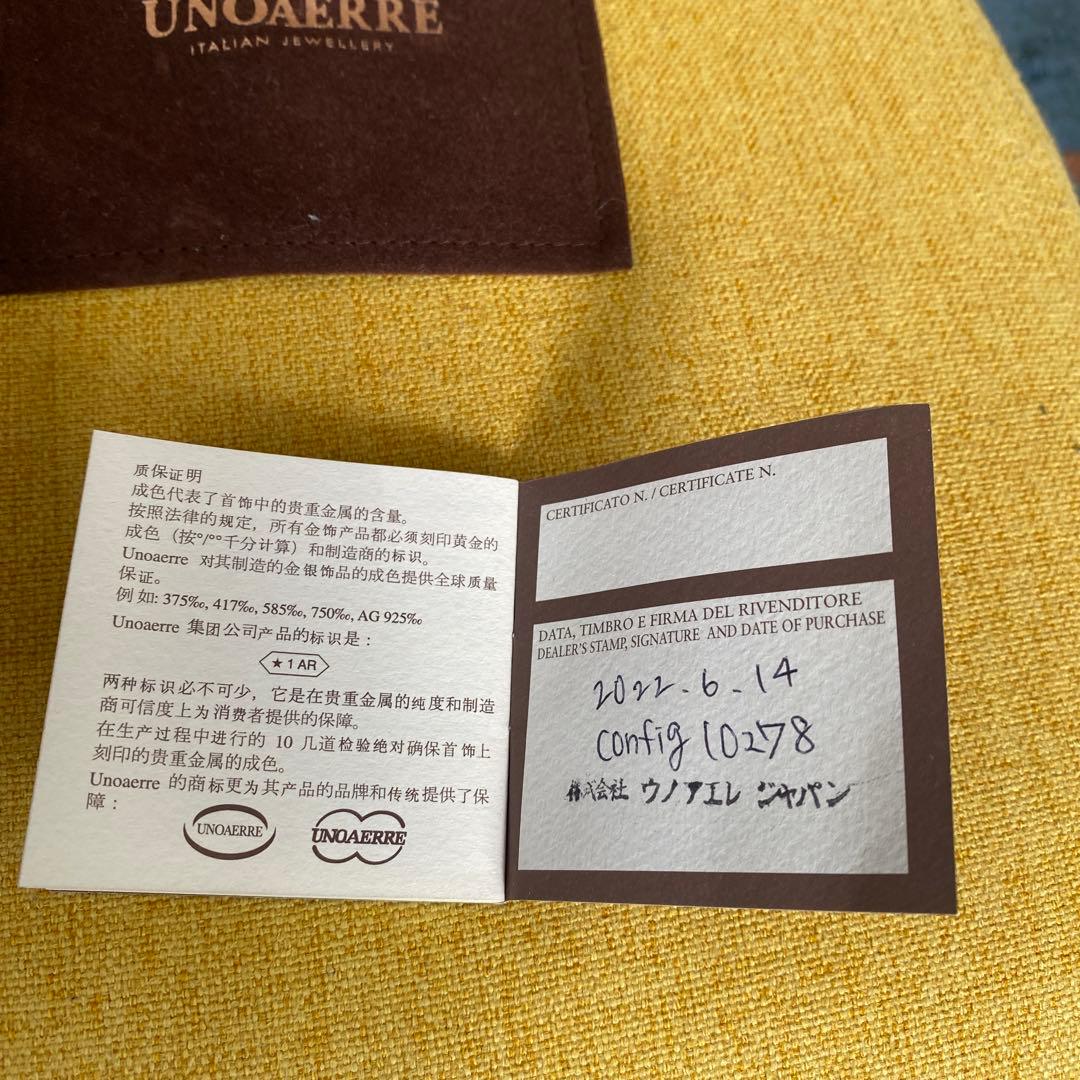 UNOAERRE
ITALIAN JEWELLERY
质保证明
成色代表了首饰中的贵重金属的含量。
按照法律的规定，所有金饰产品都必须刻印黄金的
成色（按°/°°千分计算）和制造商的标识。
Unoaerre 对其制造的金银饰品的成色提供全球质量
保证。
例如: 375‰, 417‰, 585‰, 750‰, AG 925‰
Unoaerre 集团公司产品的标识是：
★ 1 AR
两种标识必不可少，它是在贵重金属的纯度和制造
商可信度上为消费者提供的保障。
在生产过程中进行的 10 几道检验绝对确保首饰上
刻印的贵重金属的成色。
Unoaerre 的商标更为其产品的品牌和传统提供了保
障：
UNOAERRE
UNOAERRE
CERTIFICATO N. / CERTIFICATE N.
DATA, TIMBRO E FIRMA DEL RIVENDITORE
DEALER'S STAMP, SIGNATURE AND DATE OF PURCHASE
2022.6.14
config 10278
株式会社 ウノアエレ ジャパン